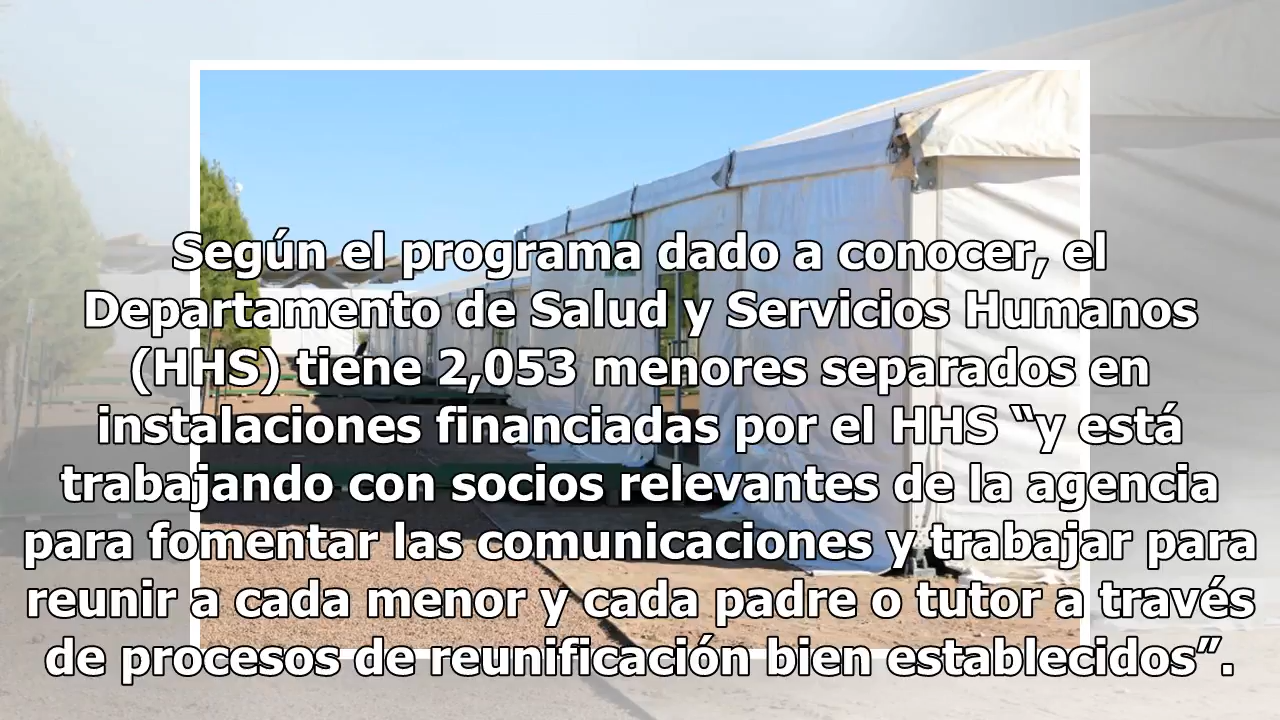 Según el programa dado a conocer, el
Departamento de Salud y Servicios Humanos
(HHS) tiene 2,053 menores separados en
instalaciones financiadas por el HHS “y está
trabajando con socios relevantes de la agencia
para fomentar las comunicaciones y trabajar para
reunir a cada menor y cada padre o tutor a través
de procesos de reunificación bien establecidos”.